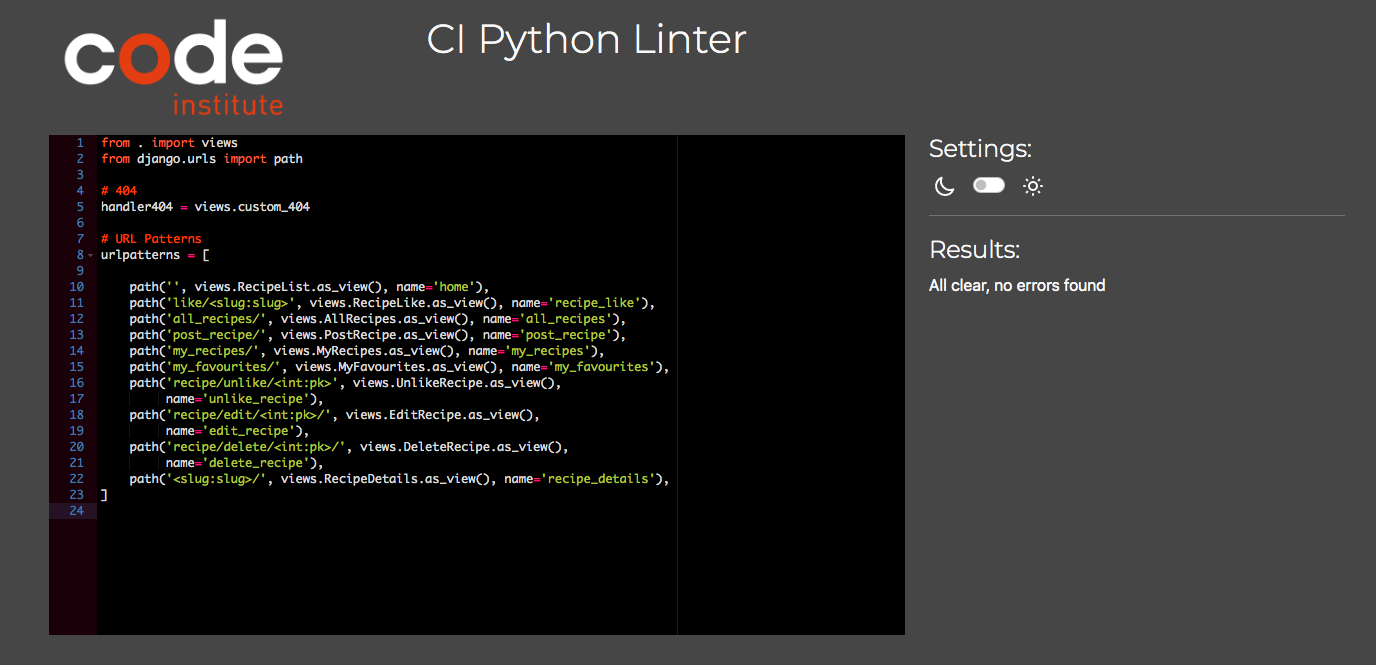 code
institute
CI Python Linter
1 from . import views
2 from django.urls import path
3
4 # 404
5 handler404 = views.custom_404
6
7 # URL Patterns
8 urlpatterns = [
9
10     path('', views.RecipeList.as_view(), name='home'),
11     path('like/<slug:slug>', views.RecipeLike.as_view(), name='recipe_like'),
12     path('all_recipes/', views.AllRecipes.as_view(), name='all_recipes'),
13     path('post_recipe/', views.PostRecipe.as_view(), name='post_recipe'),
14     path('my_recipes/', views.MyRecipes.as_view(), name='my_recipes'),
15     path('my_favourites/', views.MyFavourites.as_view(), name='my_favourites'),
16     path('recipe/unlike/<int:pk>', views.UnlikeRecipe.as_view(),
17          name='unlike_recipe'),
18     path('recipe/edit/<int:pk>/', views.EditRecipe.as_view(),
19          name='edit_recipe'),
20     path('recipe/delete/<int:pk>/', views.DeleteRecipe.as_view(),
21          name='delete_recipe'),
22     path('<slug:slug>/', views.RecipeDetails.as_view(), name='recipe_details'),
23 ]
24
Settings:
Results:
All clear, no errors found